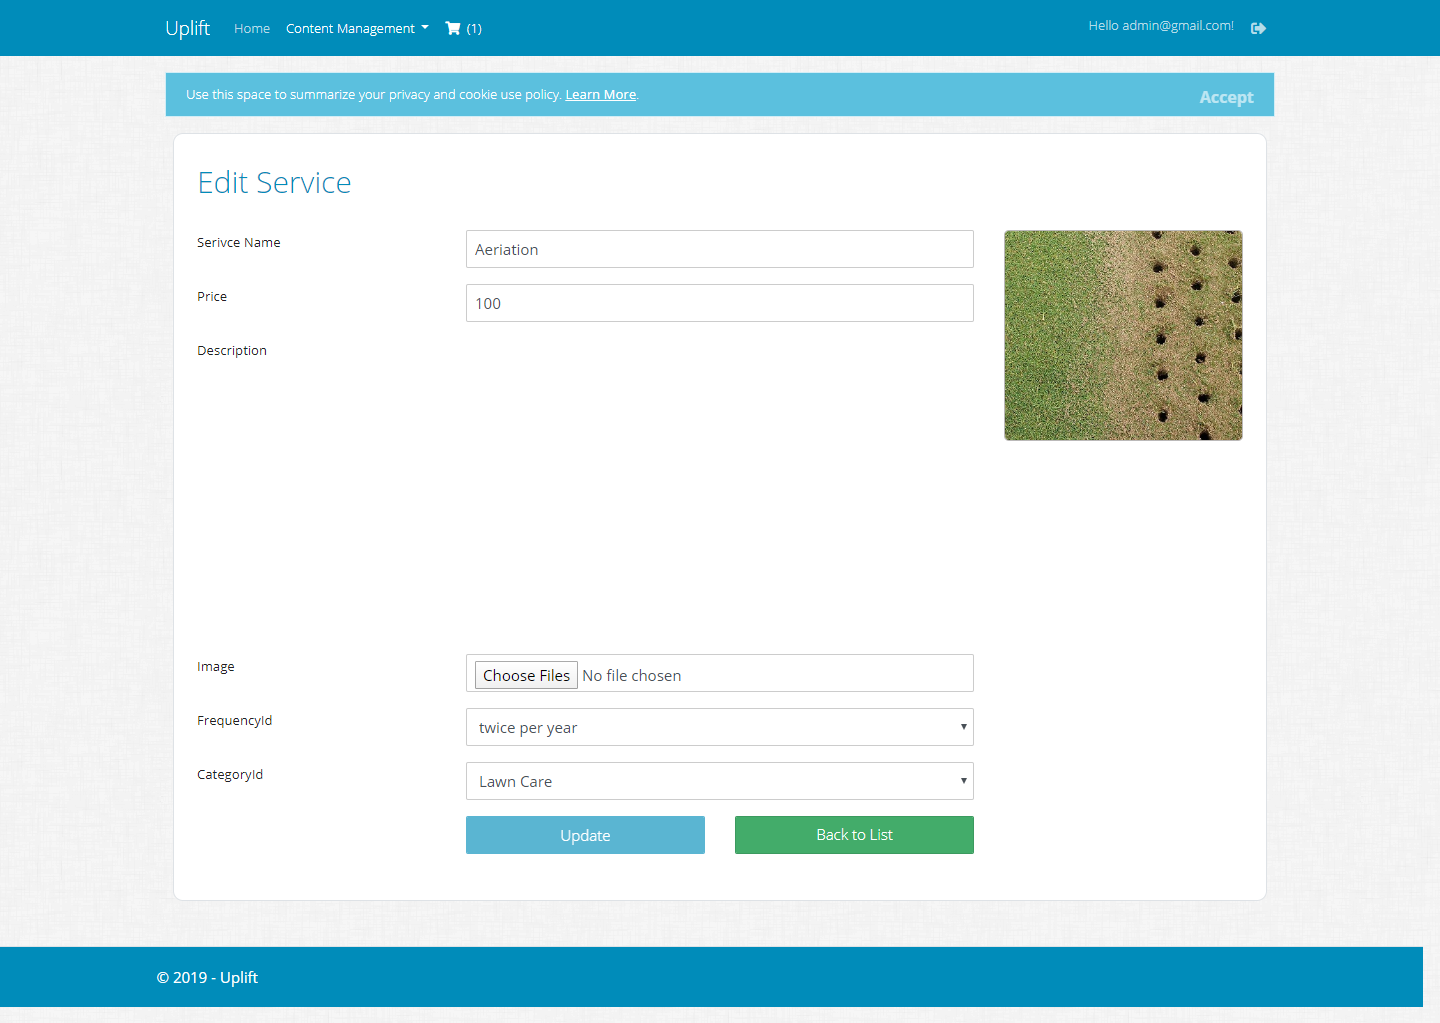 Uplift Home Content Management (1) Hello admin@gmail.com!
Use this space to summarize your privacy and cookie use policy. Learn More. Accept
Edit Service
Serivce Name Aeriation
Price 100
Description
Image Choose Files No file chosen
FrequencyId twice per year
CategoryId Lawn Care
Update Back to List
© 2019 - Uplift